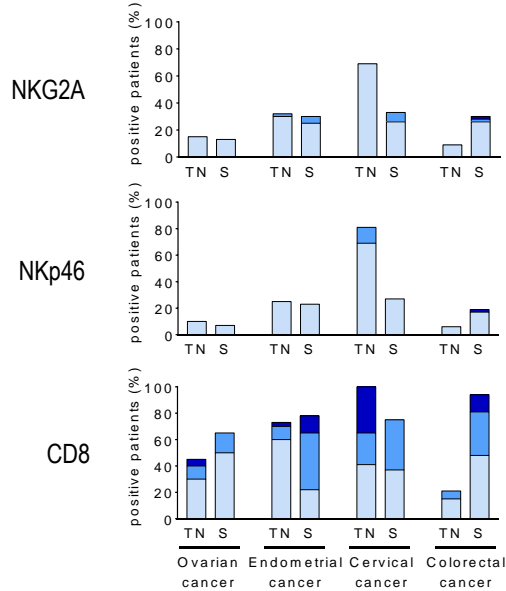 NKG2A
positive patients (%)
100
80
60
40
20
0
TN S TN S TN S TN S
NKp46
positive patients (%)
100
80
60
40
20
0
TN S TN S TN S TN S
CD8
positive patients (%)
100
80
60
40
20
0
TN S TN S TN S TN S
Ovarian Endometrial Cervical Colorectal
cancer cancer cancer cancer